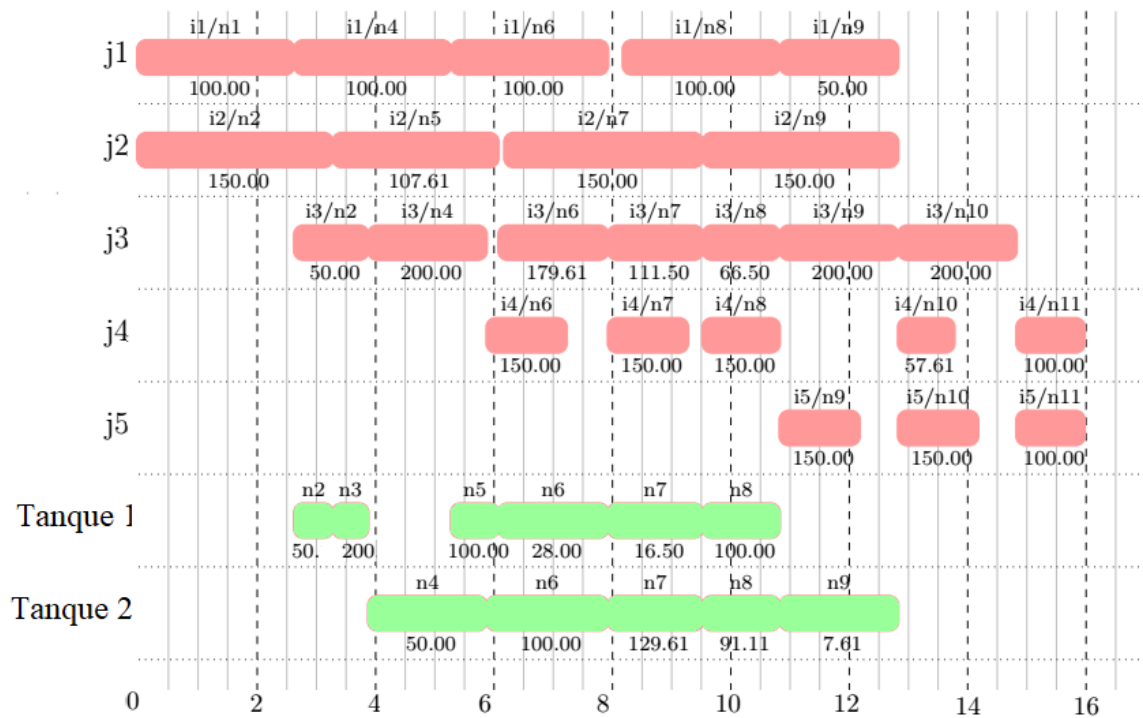 i1/n1 i1/n4 i1/n6 i1/n8 i1/n9
j1
100.00 100.00 100.00 100.00 50.00
i2/n2 i2/n5 i2/n7 i2/n9
j2
150.00 107.61 150.00 150.00
i3/n2 i3/n4 i3/n6 i3/n7 i3/n8 i3/n9 i3/n10
j3
50.00 200.00 179.61 111.50 66.50 200.00 200.00
i4/n6 i4/n7 i4/n8 i4/n10 i4/n11
j4
150.00 150.00 150.00 57.61 100.00
i5/n9 i5/n10 i5/n11
j5
150.00 150.00 100.00
n2 n3 n5 n6 n7 n8
Tanque 1
50. 200 100.00 28.00 16.50 100.00
n4 n6 n7 n8 n9
Tanque 2
50.00 100.00 129.61 91.11 7.61
0 2 4 6 8 10 12 14 16